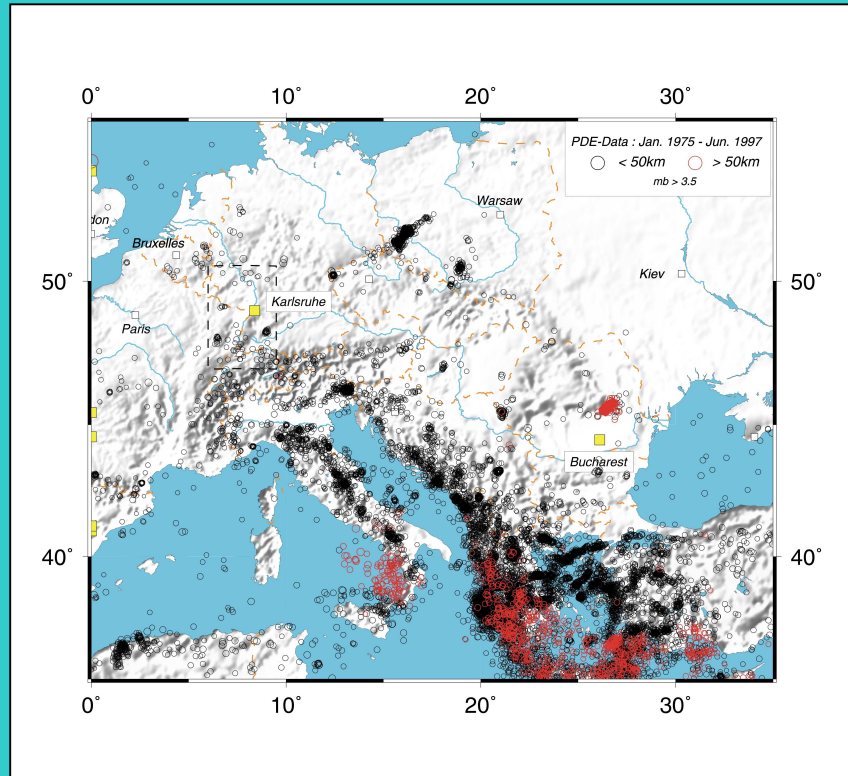 0° 10° 20° 30°
PDE-Data : Jan. 1975 - Jun. 1997
< 50km > 50km
mb > 3.5
Warsaw
don
Bruxelles
50° Kiev 50°
Karlsruhe
Paris
Bucharest
40° 40°
0° 10° 20° 30°